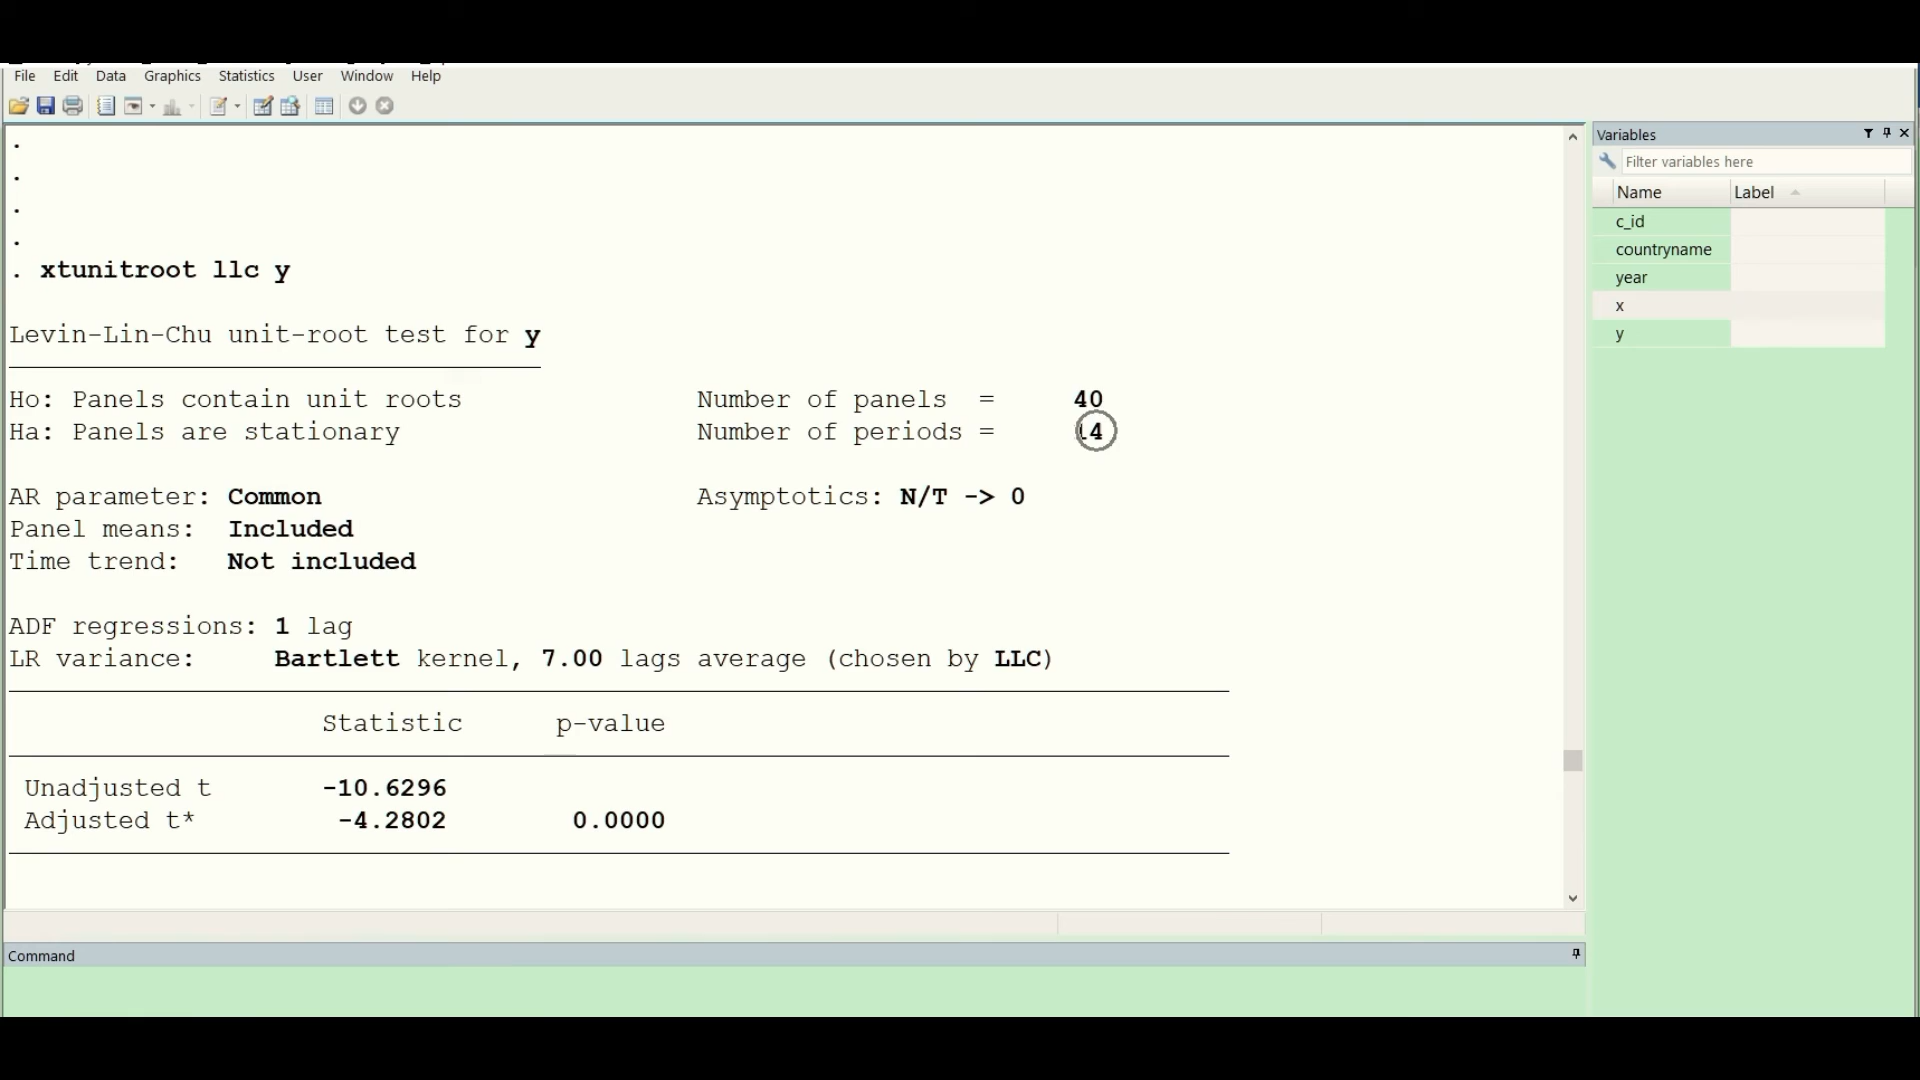 File Edit Data Graphics Statistics User Window Help
.
.
.
.
. xtunitroot llc y
Levin-Lin-Chu unit-root test for y
Ho: Panels contain unit roots Number of panels = 40
Ha: Panels are stationary Number of periods = 14
AR parameter: Common Asymptotics: N/T -> 0
Panel means: Included
Time trend: Not included
ADF regressions: 1 lag
LR variance: Bartlett kernel, 7.00 lags average (chosen by LLC)
Statistic p-value
Unadjusted t -10.6296
Adjusted t* -4.2802 0.0000
Command
Variables
Filter variables here
Name Label
c_id
countryname
year
x
y